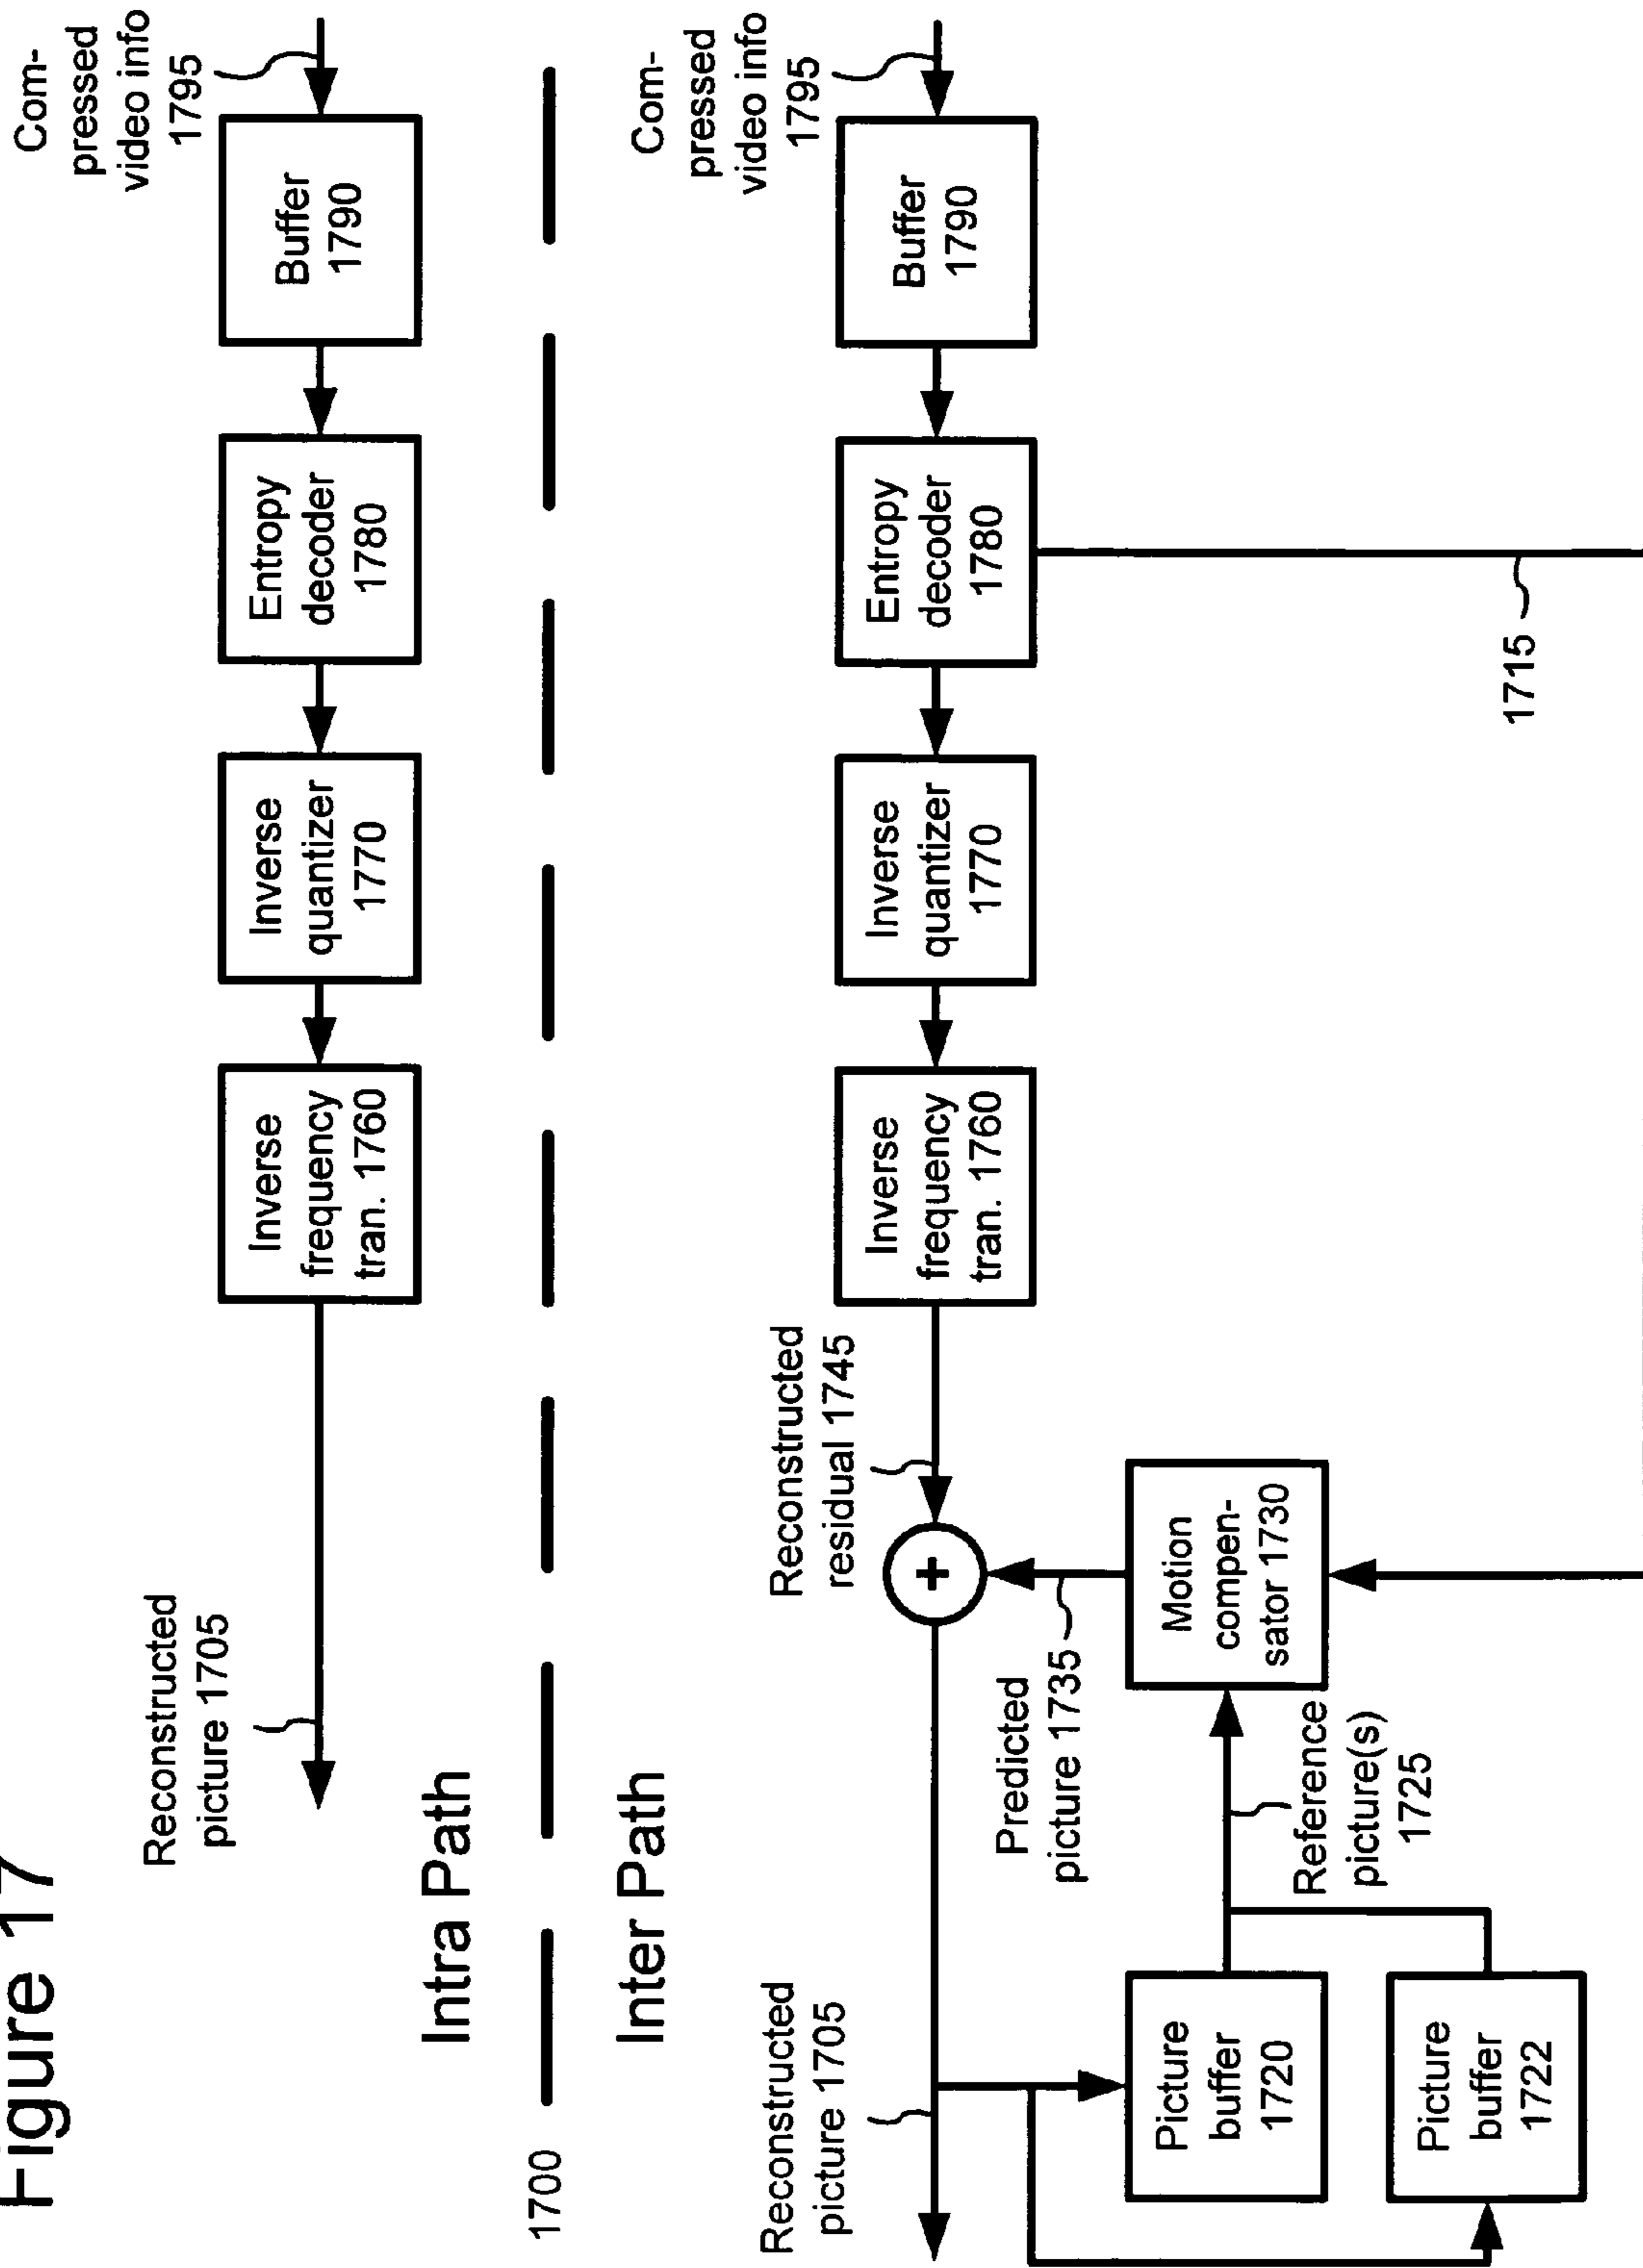 Figure 17
Reconstructed
picture 1705
Inverse
frequency
tran. 1760
Inverse
quantizer
1770
Entropy
decoder
1780
Buffer
1790
Com-
pressed
video info
1795
Intra Path
1700
Inter Path
Reconstructed
picture 1705
Reconstructed
residual 1745
+
Inverse
frequency
tran. 1760
Inverse
quantizer
1770
Entropy
decoder
1780
Buffer
1790
Com-
pressed
video info
1795
Predicted
picture 1735
Motion
compen-
sator 1730
Picture
buffer
1720
Reference
picture(s)
1725
Picture
buffer
1722
1715